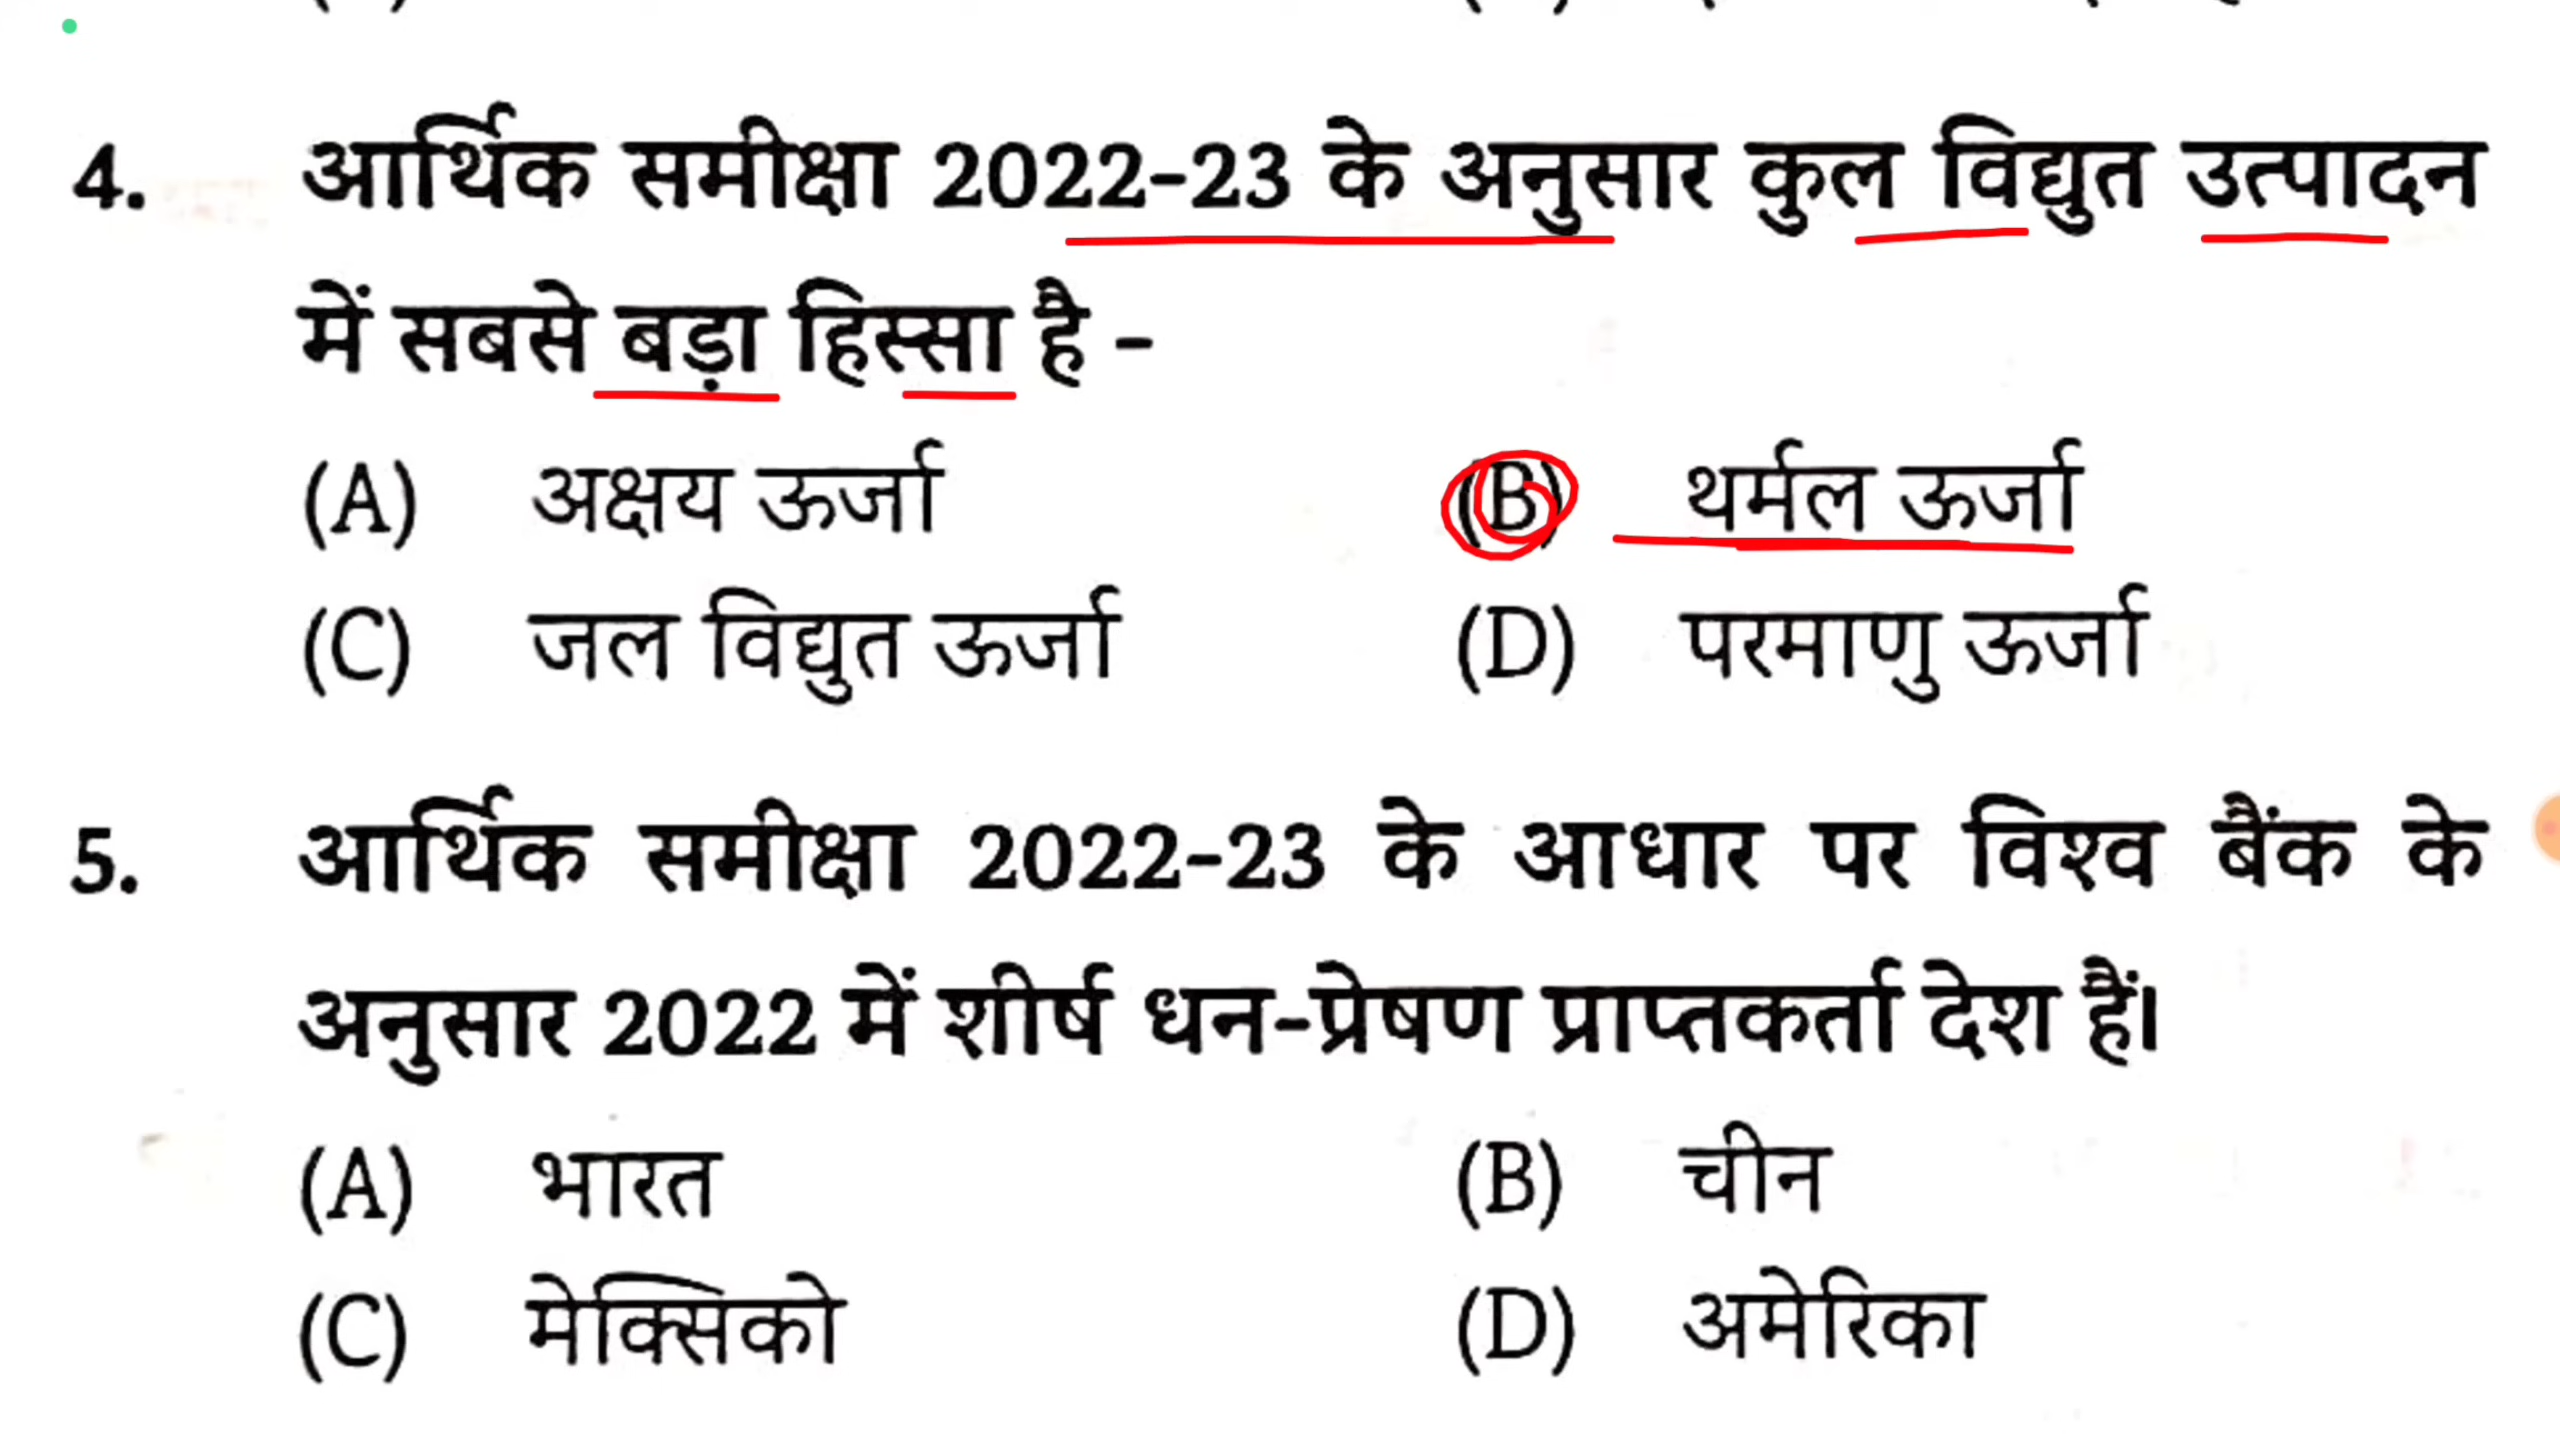 4. आर्थिक समीक्षा 2022-23 के अनुसार कुल विद्युत उत्पादन
में सबसे बड़ा हिस्सा है -
(A) अक्षय ऊर्जा (B) थर्मल ऊर्जा
(C) जल विद्युत ऊर्जा (D) परमाणु ऊर्जा
5. आर्थिक समीक्षा 2022-23 के आधार पर विश्व बैंक के
अनुसार 2022 में शीर्ष धन-प्रेषण प्राप्तकर्ता देश हैं।
(A) भारत (B) चीन
(C) मेक्सिको (D) अमेरिका